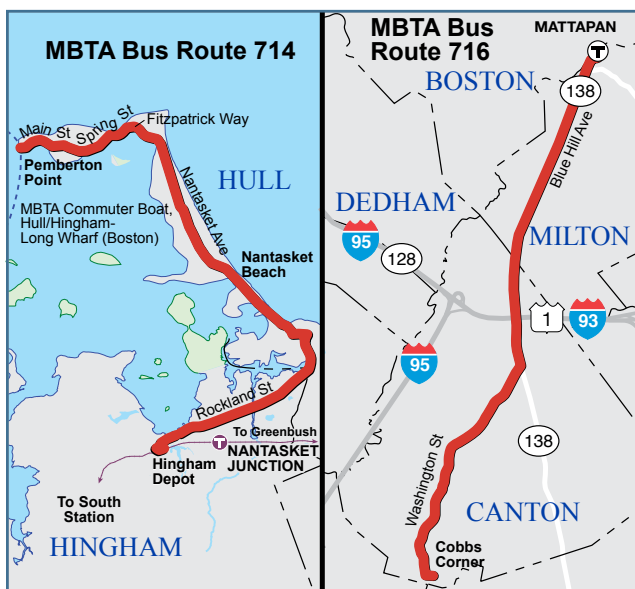 MBTA Bus Route 714
Main St
Spring St
Fitzpatrick Way
Pemberton
Point
HULL
Nantasket Ave
MBTA Commuter Boat,
Hull/Hingham-
Long Wharf (Boston)
Nantasket
Beach
Rockland St
To Greenbush
T
NANTASKET
JUNCTION
Hingham
Depot
To South
Station
HINGHAM
MBTA Bus
Route 716
MATTAPAN
T
BOSTON
138
Blue Hill Ave
DEDHAM
95
128
MILTON
1
93
95
138
Washington St
CANTON
Cobbs
Corner